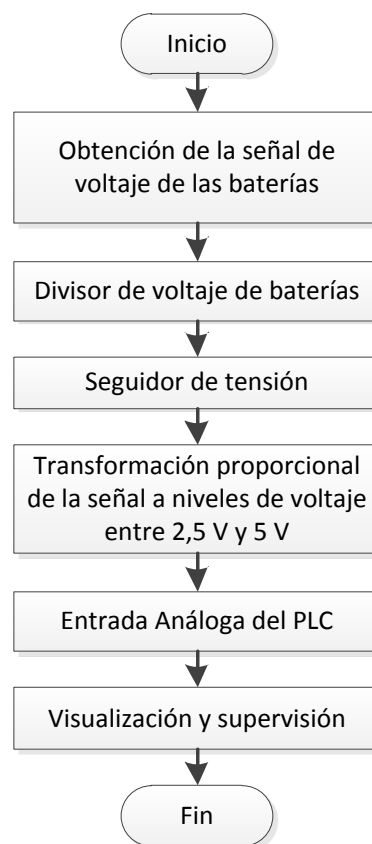 Inicio
Obtención de la señal de
voltaje de las baterías
Divisor de voltaje de baterías
Seguidor de tensión
Transformación proporcional
de la señal a niveles de voltaje
entre 2,5 V y 5 V
Entrada Análoga del PLC
Visualización y supervisión
Fin